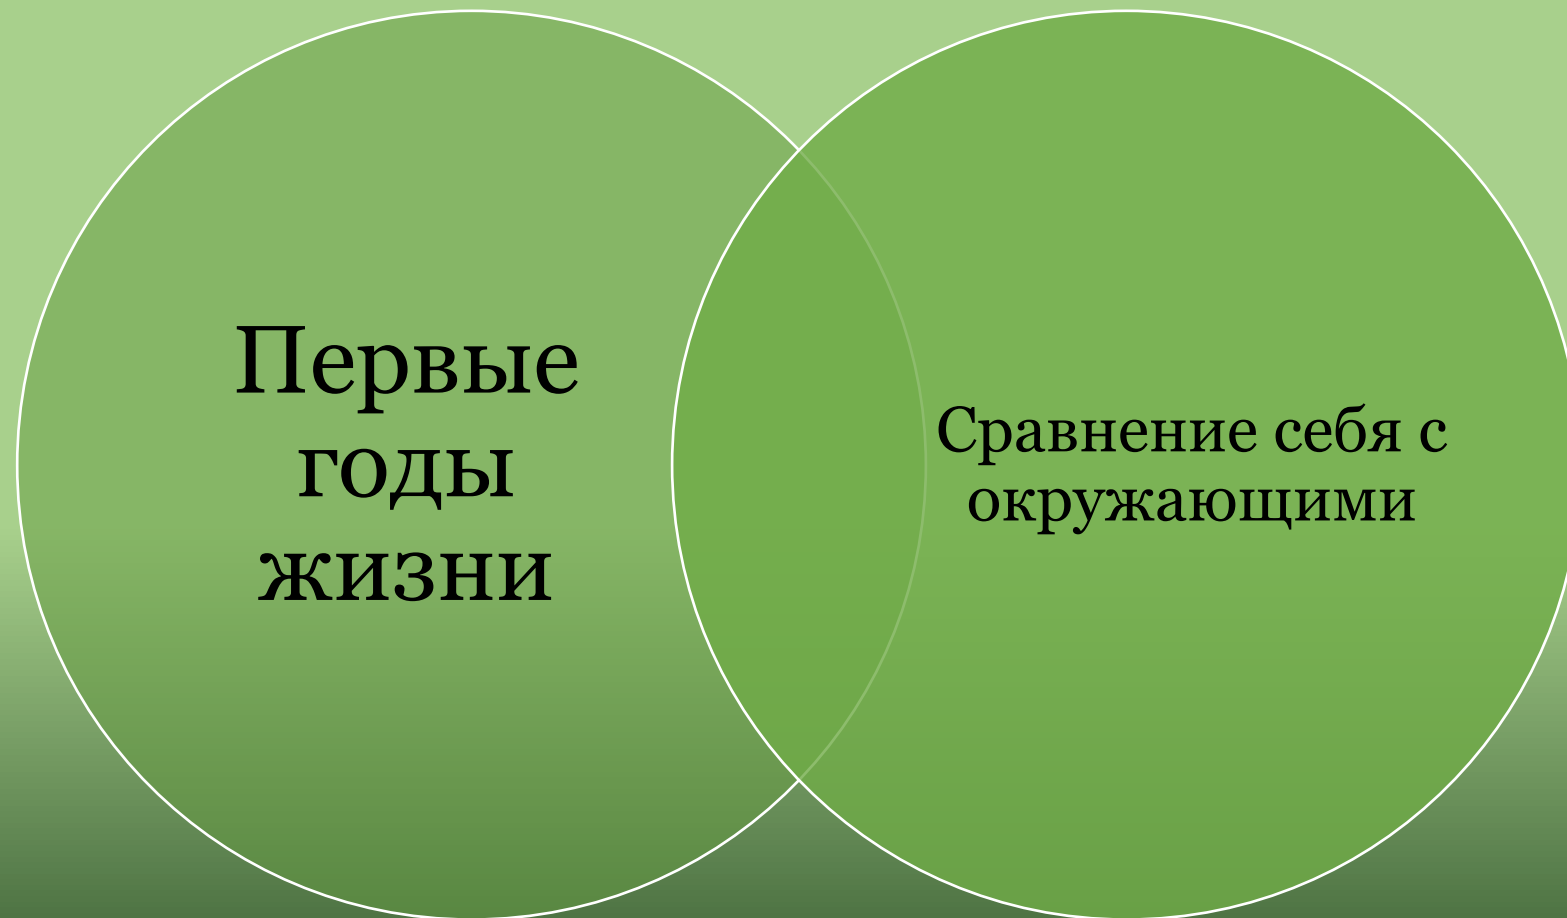 Первые
годы
жизни
Сравнение себя с
окружающими